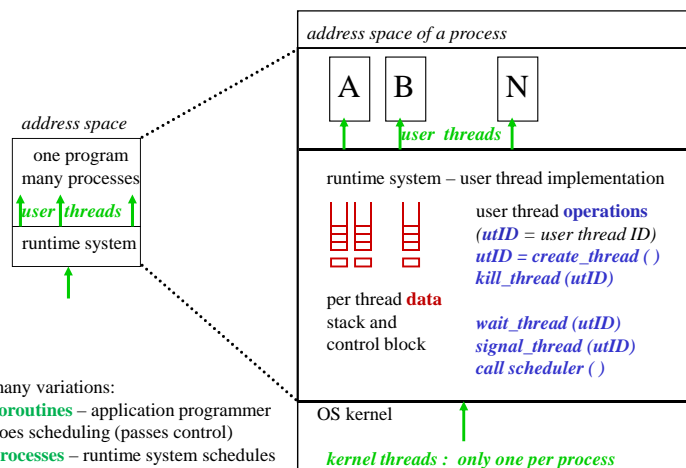 address space of a process
A B N
user threads
address space
one program
many processes
user threads
runtime system
runtime system – user thread implementation
user thread operations
(utID = user thread ID)
utID = create_thread ( )
kill_thread (utID)
per thread data
stack and
control block
wait_thread (utID)
signal_thread (utID)
call scheduler ( )
many variations:
oroutines – application programmer
oes scheduling (passes control)
rocesses – runtime system schedules
OS kernel
kernel threads : only one per process